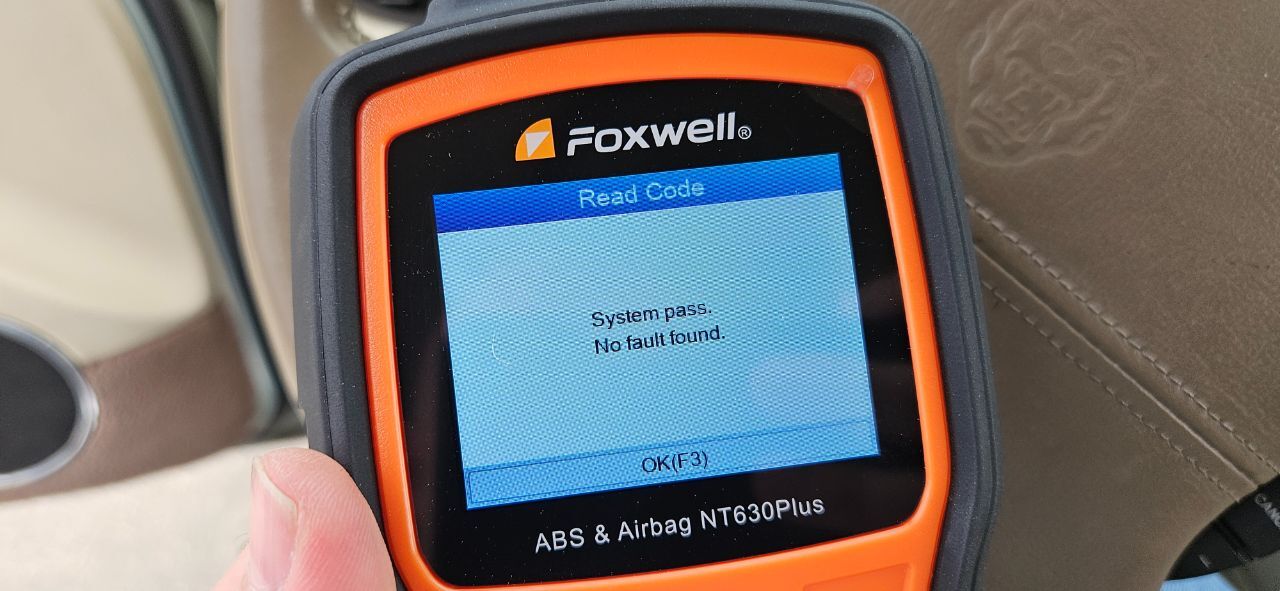 Foxwell®
Read Code
System pass.
No fault found.
OK(F3)
ABS & Airbag NT630Plus